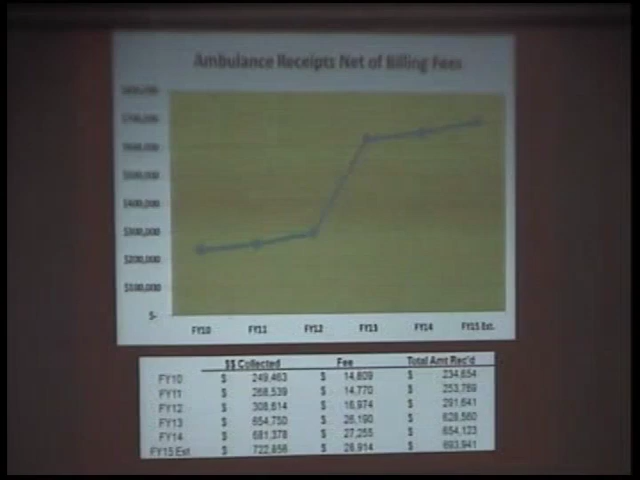 Ambulance Receipts Net of Billing Fees
$800,000
$700,000
$600,000
$500,000
$400,000
$300,000
$200,000
$100,000
$-
FY10 FY11 FY12 FY13 FY14 FY15 Est.
$$ Collected Fee Total Amt Rec'd
FY10 $ 249,463 $ 14,809 $ 234,654
FY11 $ 268,539 $ 14,770 $ 253,769
FY12 $ 308,614 $ 16,974 $ 291,641
FY13 $ 654,750 $ 26,190 $ 628,560
FY14 $ 681,378 $ 27,255 $ 654,123
FY15 Est $ 722,856 $ 28,914 $ 693,941